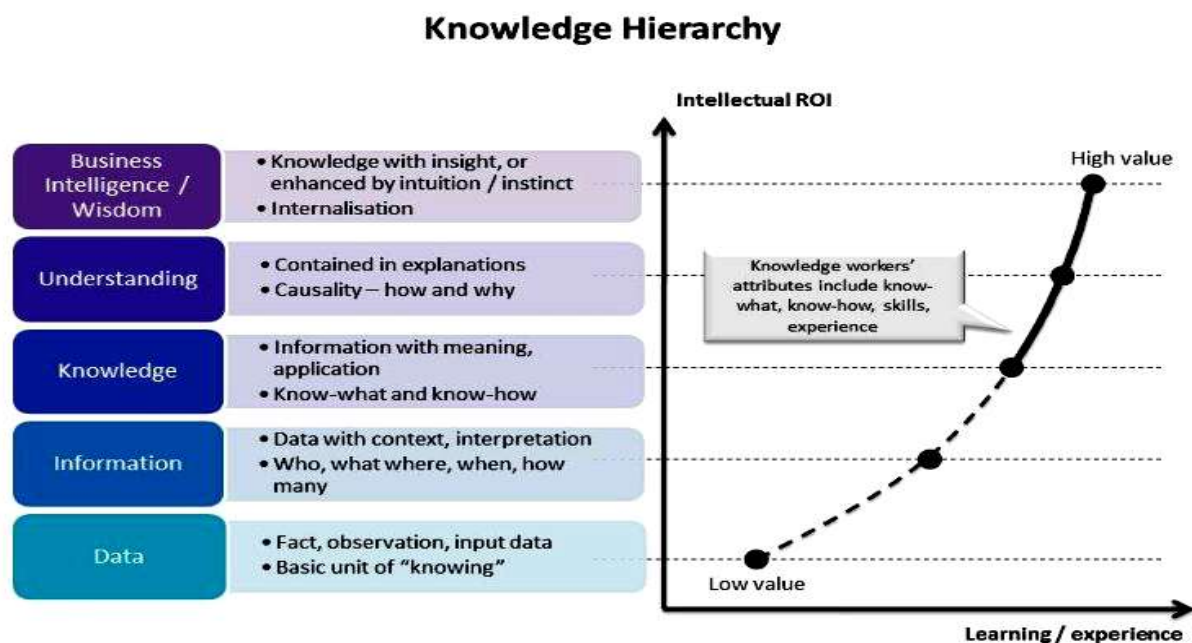 Knowledge Hierarchy
Business
Intelligence /
Wisdom
• Knowledge with insight, or
enhanced by intuition / instinct
• Internalisation
Understanding
• Contained in explanations
• Causality – how and why
Knowledge
• Information with meaning,
application
• Know-what and know-how
Information
• Data with context, interpretation
• Who, what where, when, how
many
Data
• Fact, observation, input data
• Basic unit of “knowing”
Intellectual ROI
High value
Knowledge workers’
attributes include know-
what, know-how, skills,
experience
Low value
Learning / experience